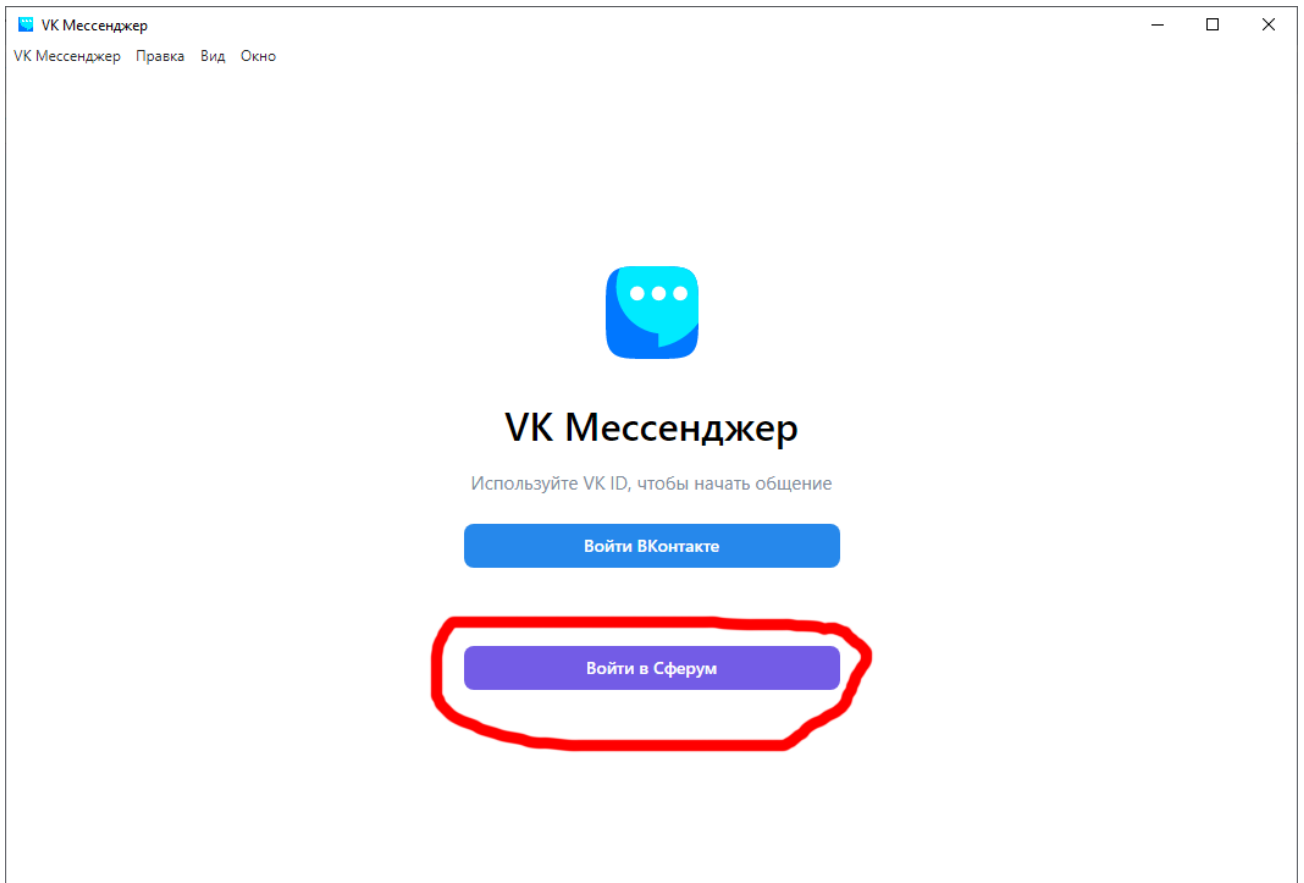 VK Мессенджер
VK Мессенджер Правка Вид Окно
VK Мессенджер
Используйте VK ID, чтобы начать общение
Войти ВКонтакте
Войти в Сферум